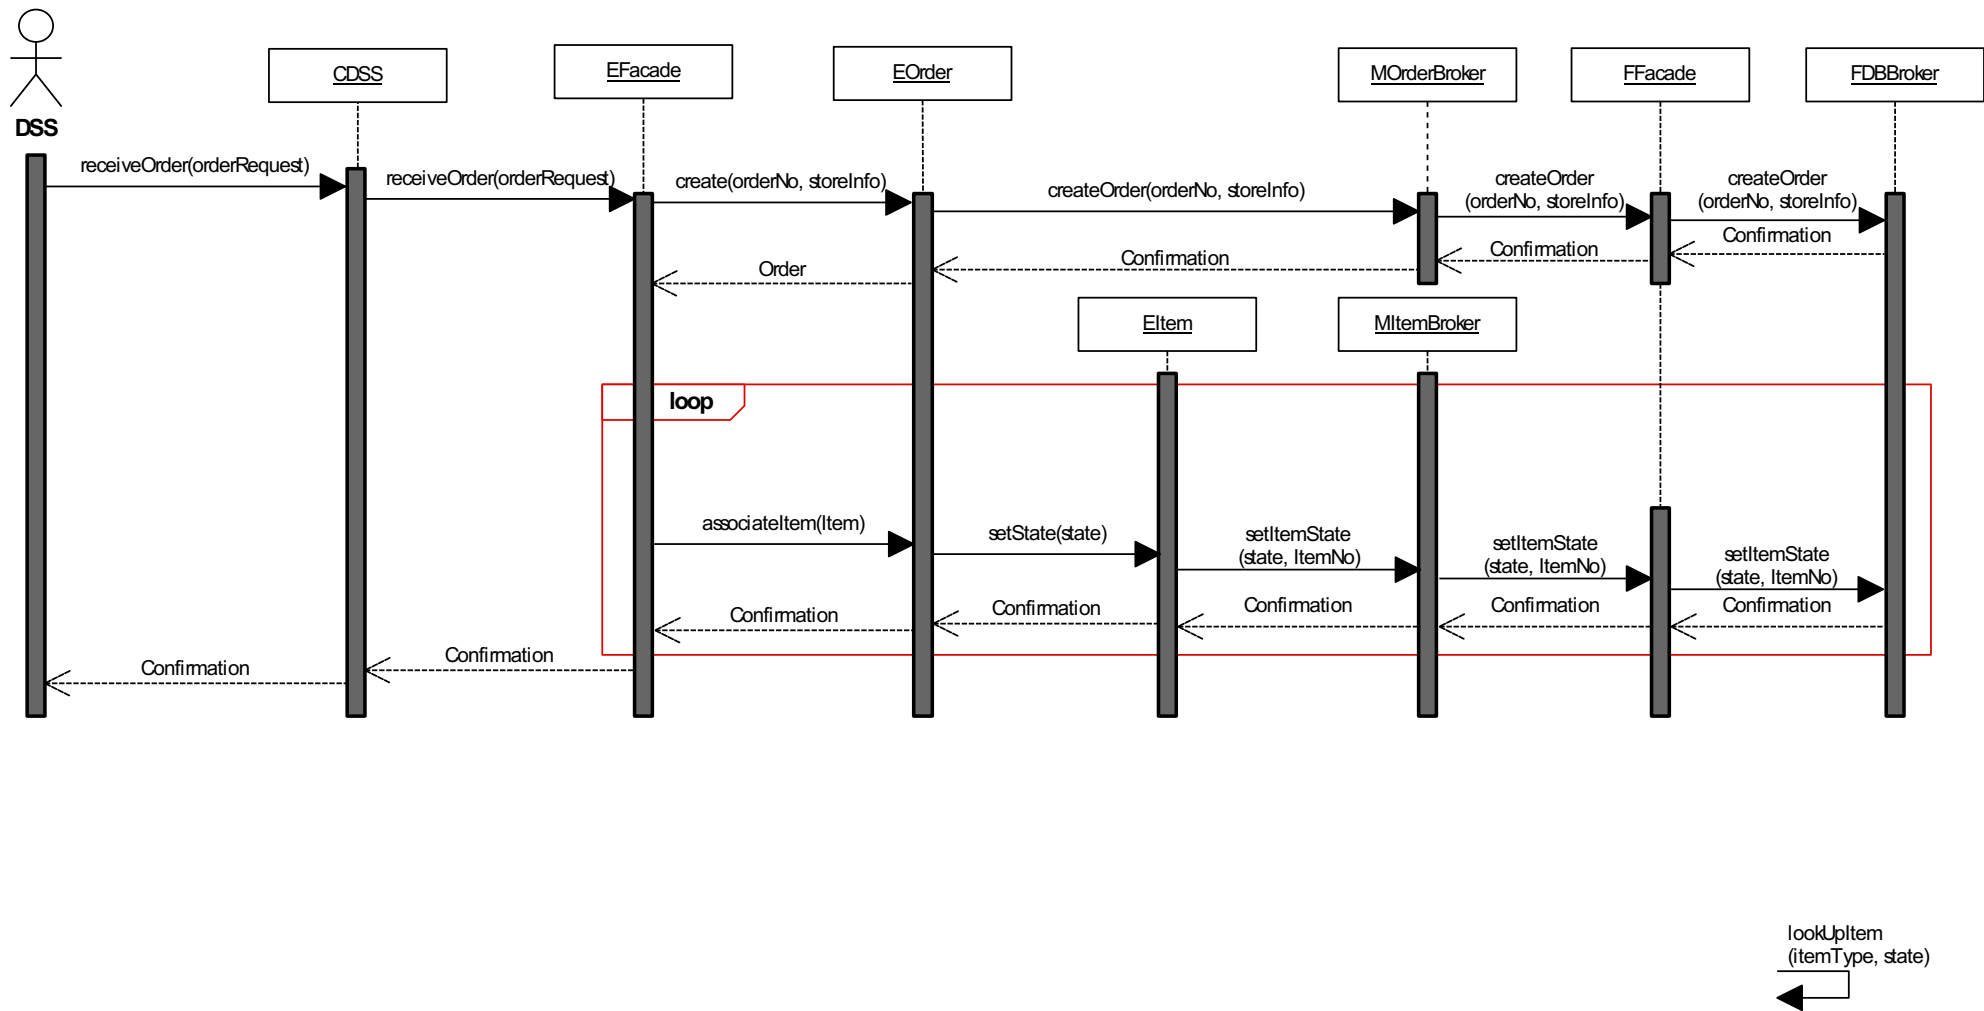 DSS
CDSS
EFacade
EOrder
MOrderBroker
FFacade
FDBBroker
receiveOrder(orderRequest)
receiveOrder(orderRequest)
create(orderNo, storeInfo)
createOrder(orderNo, storeInfo)
createOrder
(orderNo, storeInfo)
createOrder
(orderNo, storeInfo)
Confirmation
Confirmation
Confirmation
Order
EItem
MItemBroker
loop
associateItem(Item)
setState(state)
setItemState
(state, ItemNo)
setItemState
(state, ItemNo)
setItemState
(state, ItemNo)
Confirmation
Confirmation
Confirmation
Confirmation
Confirmation
Confirmation
Confirmation
lookUpItem
(itemType, state)